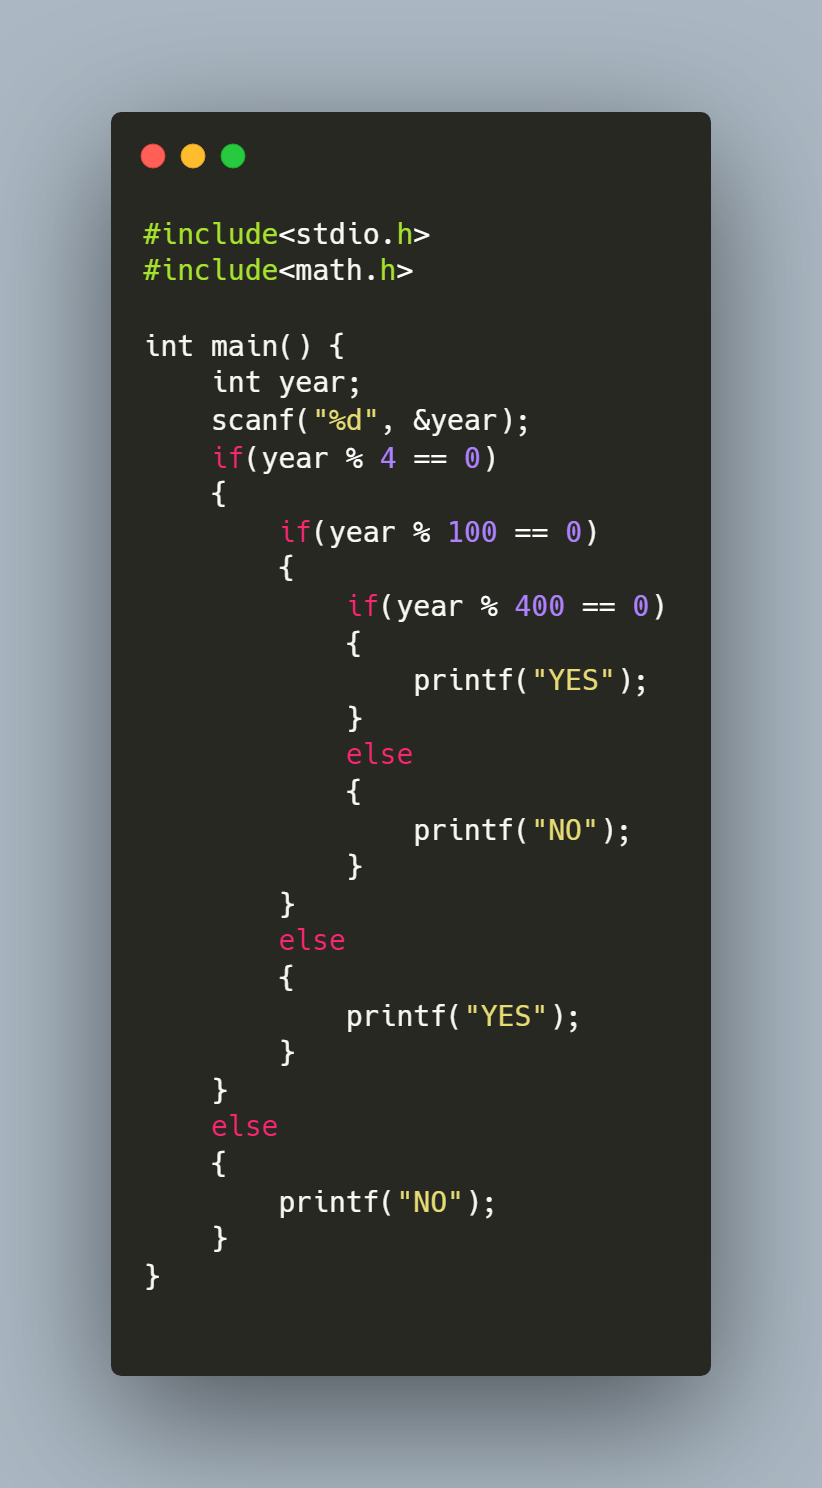 #include<stdio.h>
#include<math.h>

int main() {
    int year;
    scanf("%d", &year);
    if(year % 4 == 0)
    {
        if(year % 100 == 0)
        {
            if(year % 400 == 0)
            {
                printf("YES");
            }
            else
            {
                printf("NO");
            }
        }
        else
        {
            printf("YES");
        }
    }
    else
    {
        printf("NO");
    }
}